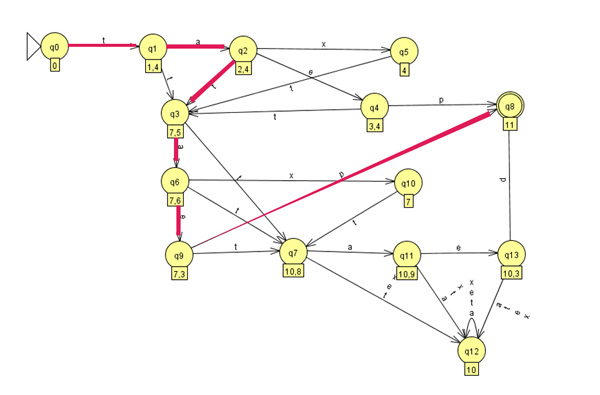 t
a
x
q0
q1
q2
q5
0
1,4
2,4
4
t
t
e
t
q4
p
q8
3,4
11
q3
t
7,5
a
t
x
p
p
q6
q10
7,6
7
e
t
t
q9
t
q7
a
q11
e
q13
7,3
10,8
10,9
10,3
t e x
a t x
x
e
t
a
a t e x
q12
10